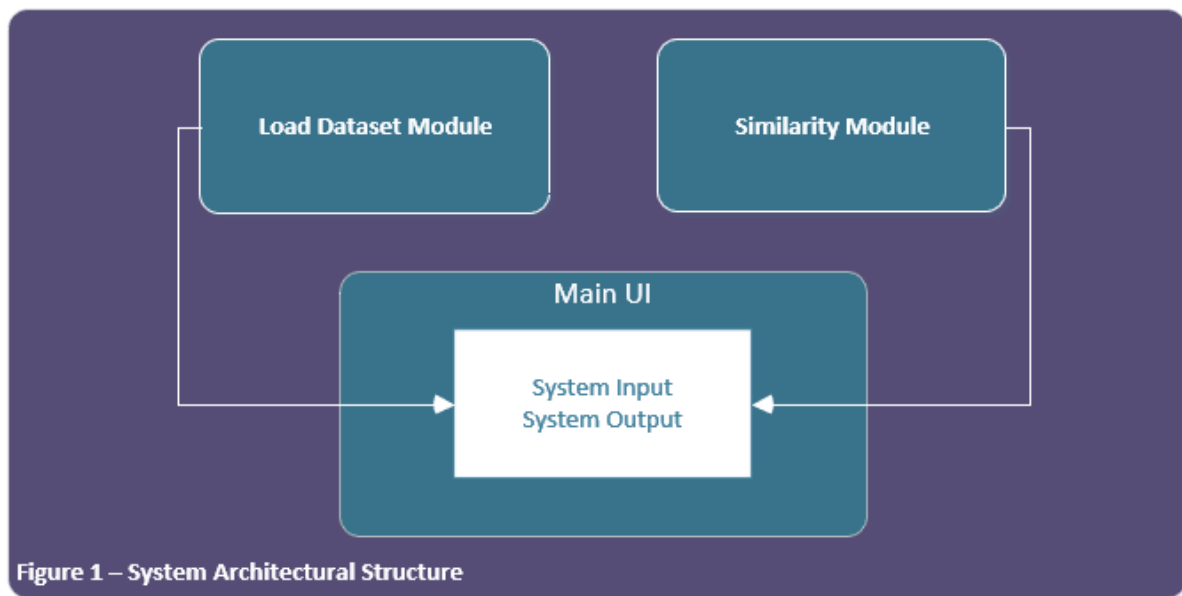 Load Dataset Module
Similarity Module
Main UI
System Input
System Output
Figure 1 – System Architectural Structure